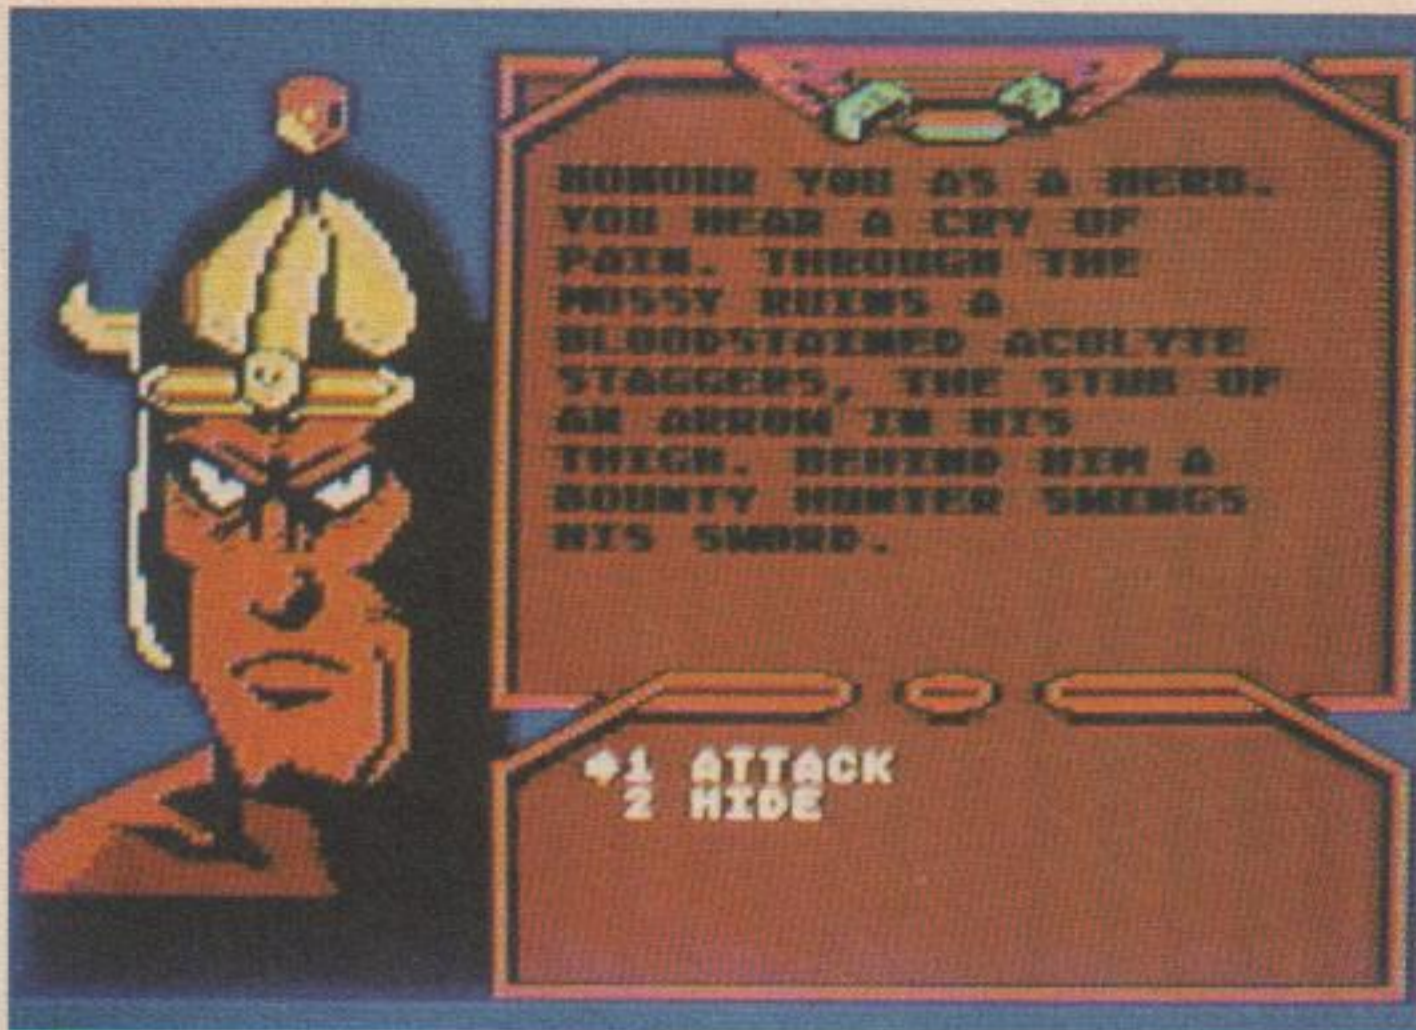 HONOUR YOU AS A HERO.
YOU HEAR A CRY OF
PAIN. THROUGH THE
MOSSY RUINS A
BLOODSTAINED ACOLYTE
STAGGERS, THE STUB OF
AN ARROW IN HIS
THIGH. BEHIND HIM A
BOUNTY HUNTER SWINGS
HIS SWORD.
1 ATTACK
2 HIDE